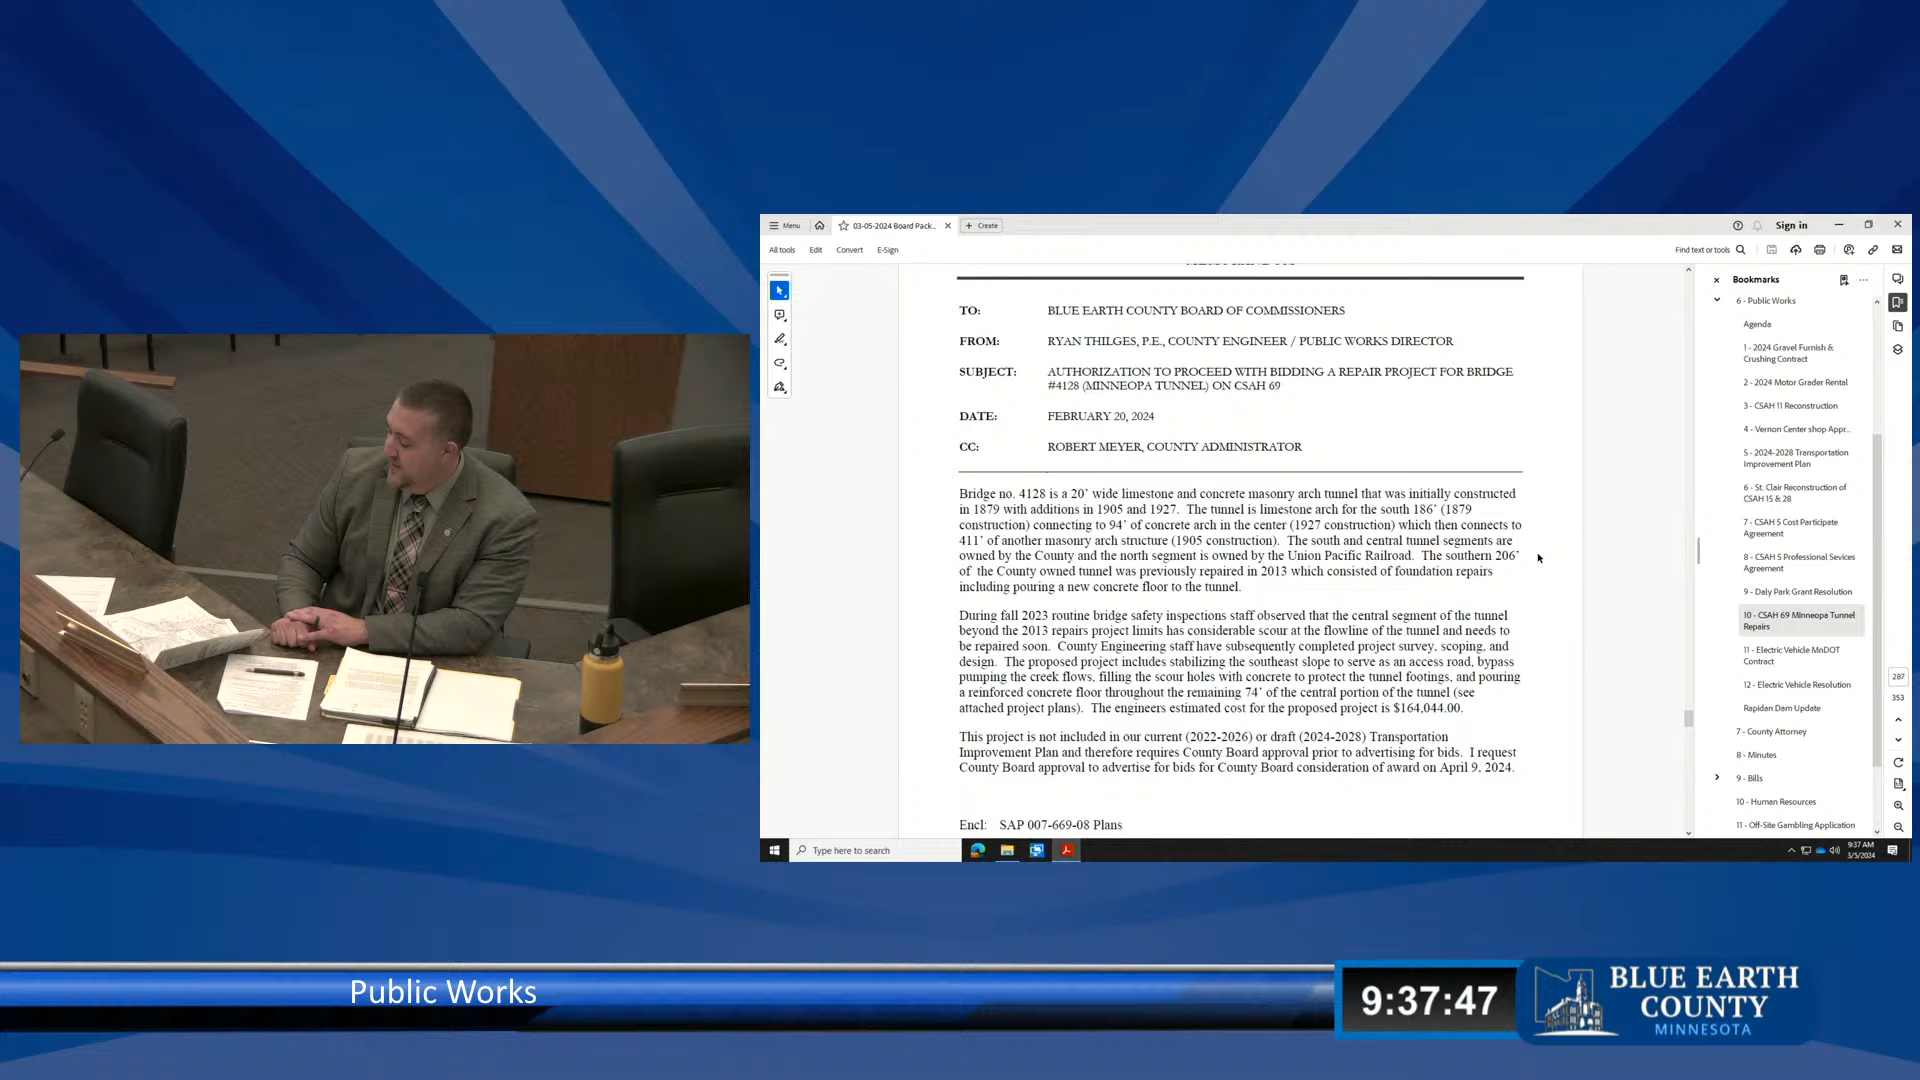 Menu
03-05-2024 Board Pack...
Create
Sign in
All tools
Edit
Convert
E-Sign
Find text or tools
TO: BLUE EARTH COUNTY BOARD OF COMMISSIONERS
FROM: RYAN THILGES, P.E., COUNTY ENGINEER / PUBLIC WORKS DIRECTOR
SUBJECT: AUTHORIZATION TO PROCEED WITH BIDDING A REPAIR PROJECT FOR BRIDGE
#4128 (MINNEOPA TUNNEL) ON CSAH 69
DATE: FEBRUARY 20, 2024
CC: ROBERT MEYER, COUNTY ADMINISTRATOR
Bridge no. 4128 is a 20' wide limestone and concrete masonry arch tunnel that was initially constructed
in 1879 with additions in 1905 and 1927. The tunnel is limestone arch for the south 186' (1879
construction) connecting to 94' of concrete arch in the center (1927 construction) which then connects to
411' of another masonry arch structure (1905 construction). The south and central tunnel segments are
owned by the County and the north segment is owned by the Union Pacific Railroad. The southern 206'
of the County owned tunnel was previously repaired in 2013 which consisted of foundation repairs
including pouring a new concrete floor to the tunnel.
During fall 2023 routine bridge safety inspections staff observed that the central segment of the tunnel
beyond the 2013 repairs project limits has considerable scour at the flowline of the tunnel and needs to
be repaired soon. County Engineering staff have subsequently completed project survey, scoping, and
design. The proposed project includes stabilizing the southeast slope to serve as an access road, bypass
pumping the creek flows, filling the scour holes with concrete to protect the tunnel footings, and pouring
a reinforced concrete floor throughout the remaining 74' of the central portion of the tunnel (see
attached project plans). The engineers estimated cost for the proposed project is $164,044.00.
This project is not included in our current (2022-2026) or draft (2024-2028) Transportation
Improvement Plan and therefore requires County Board approval prior to advertising for bids. I request
County Board approval to advertise for bids for County Board consideration of award on April 9, 2024.
Encl: SAP 007-669-08 Plans
Bookmarks
6 - Public Works
Agenda
1 - 2024 Gravel Furnish &
Crushing Contract
2 - 2024 Motor Grader Rental
3 - CSAH 11 Reconstruction
4 - Vernon Center shop Appr...
5 - 2024-2028 Transportation
Improvement Plan
6 - St. Clair Reconstruction of
CSAH 15 & 28
7 - CSAH 5 Cost Participate
Agreement
8 - CSAH 5 Professional Sevices
Agreement
9 - Daly Park Grant Resolution
10 - CSAH 69 Minneopa Tunnel
Repairs
11 - Electric Vehicle MnDOT
Contract
12 - Electric Vehicle Resolution
Rapidan Dam Update
7 - County Attorney
8 - Minutes
9 - Bills
10 - Human Resources
11 - Off-Site Gambling Application
287
353
Type here to search
9:37 AM
3/5/2024
Public Works
9:37:47
BLUE EARTH
COUNTY
MINNESOTA